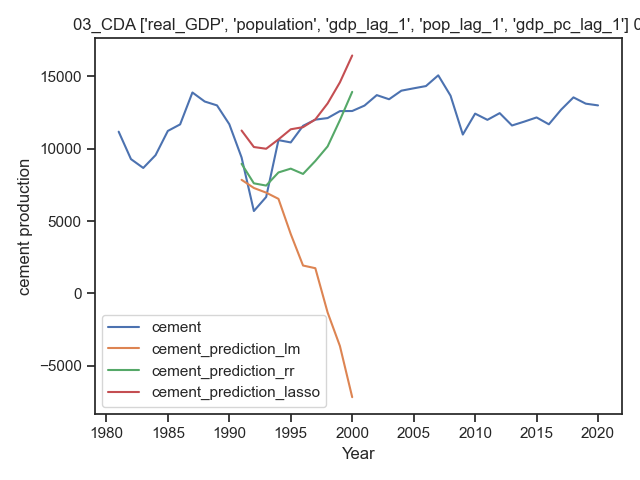 03_CDA ['real_GDP', 'population', 'gdp_lag_1', 'pop_lag_1', 'gdp_pc_lag_1'] 0
15000
10000
5000
0
−5000
cement production
cement
cement_prediction_lm
cement_prediction_rr
cement_prediction_lasso
1980 1985 1990 1995 2000 2005 2010 2015 2020
Year